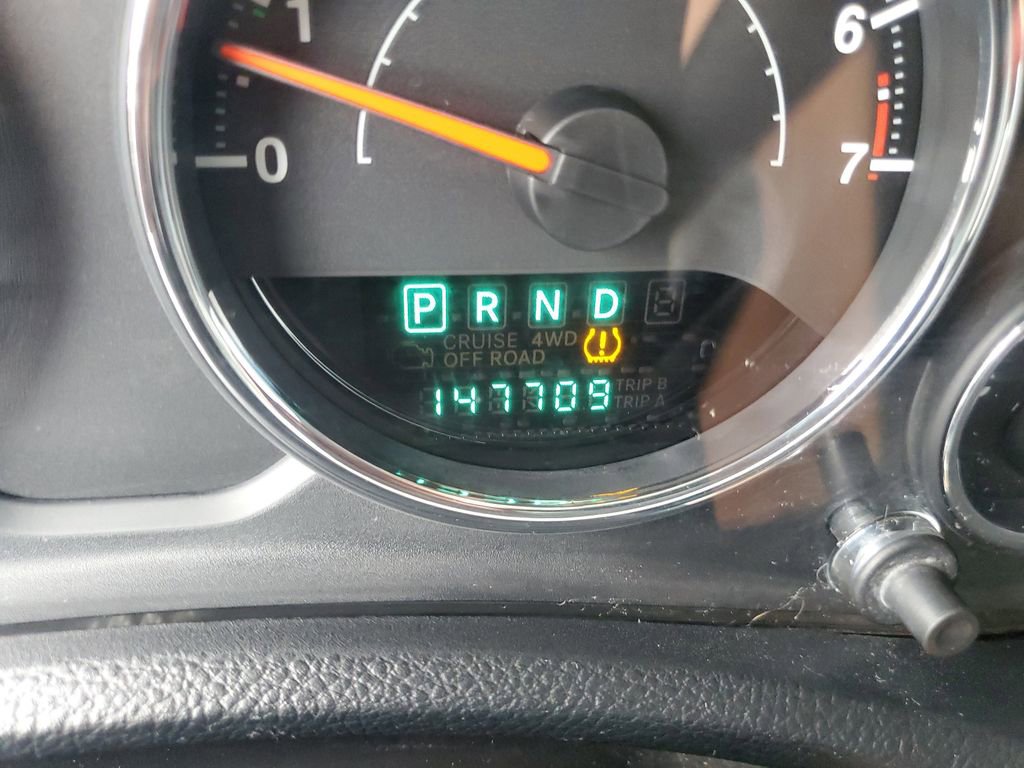 1
6
0
7
P R N D
CRUISE 4WD
OFF ROAD
147709
TRIP B
TRIP A